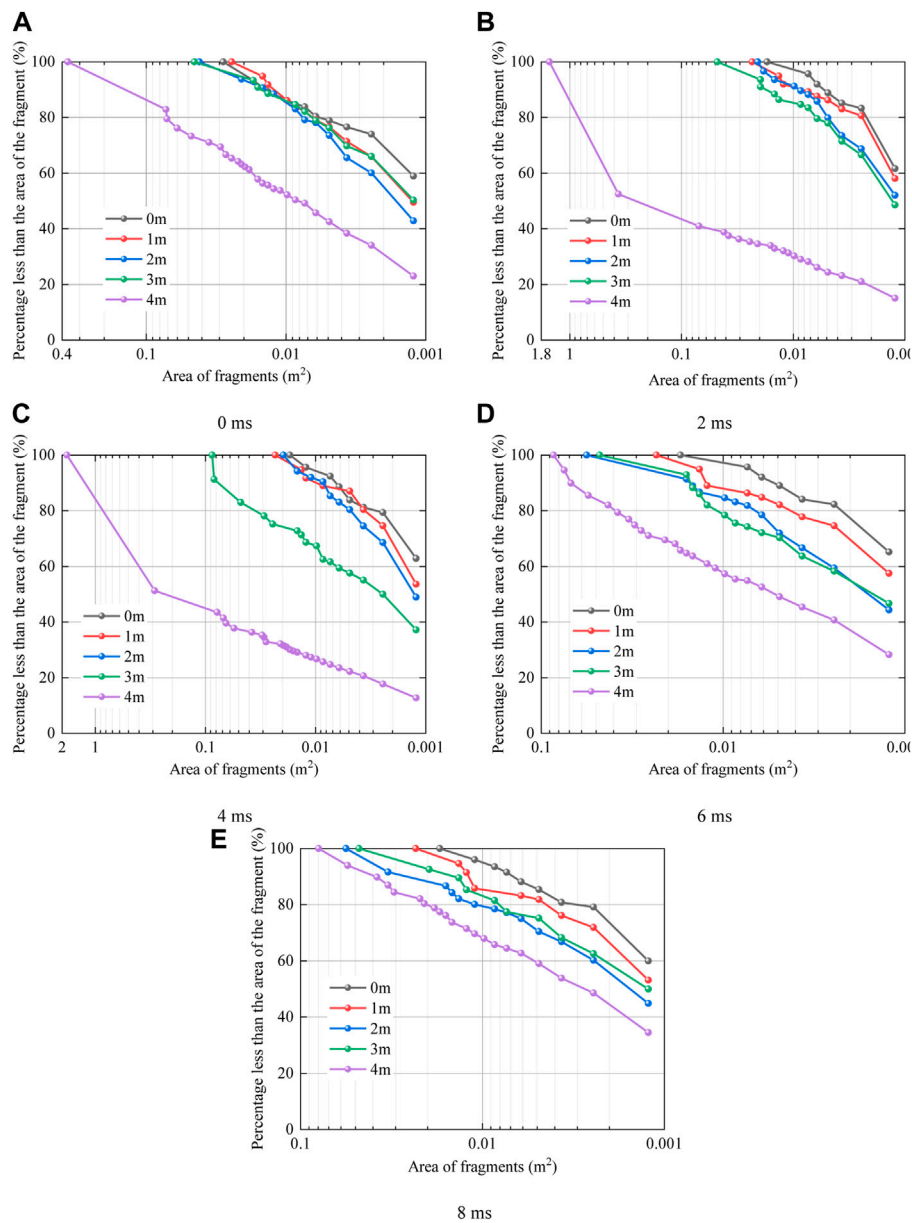 A
Percentage less than the area of the fragment (%)
100
80
60
40
20
0
0m
1m
2m
3m
4m
0.4
0.1
0.01
0.001
Area of fragments (m²)
0 ms
B
Percentage less than the area of the fragment (%)
100
80
60
40
20
0
0m
1m
2m
3m
4m
1.8
1
0.1
0.01
0.00
Area of fragments (m²)
2 ms
C
Percentage less than the area of the fragment (%)
100
80
60
40
20
0
0m
1m
2m
3m
4m
2
1
0.1
0.01
0.001
Area of fragments (m²)
4 ms
D
Percentage less than the area of the fragment (%)
100
80
60
40
20
0
0m
1m
2m
3m
4m
0.1
0.01
0.00
Area of fragments (m²)
6 ms
E
Percentage less than the area of the fragment (%)
100
80
60
40
20
0
0m
1m
2m
3m
4m
0.1
0.01
0.001
Area of fragments (m²)
8 ms